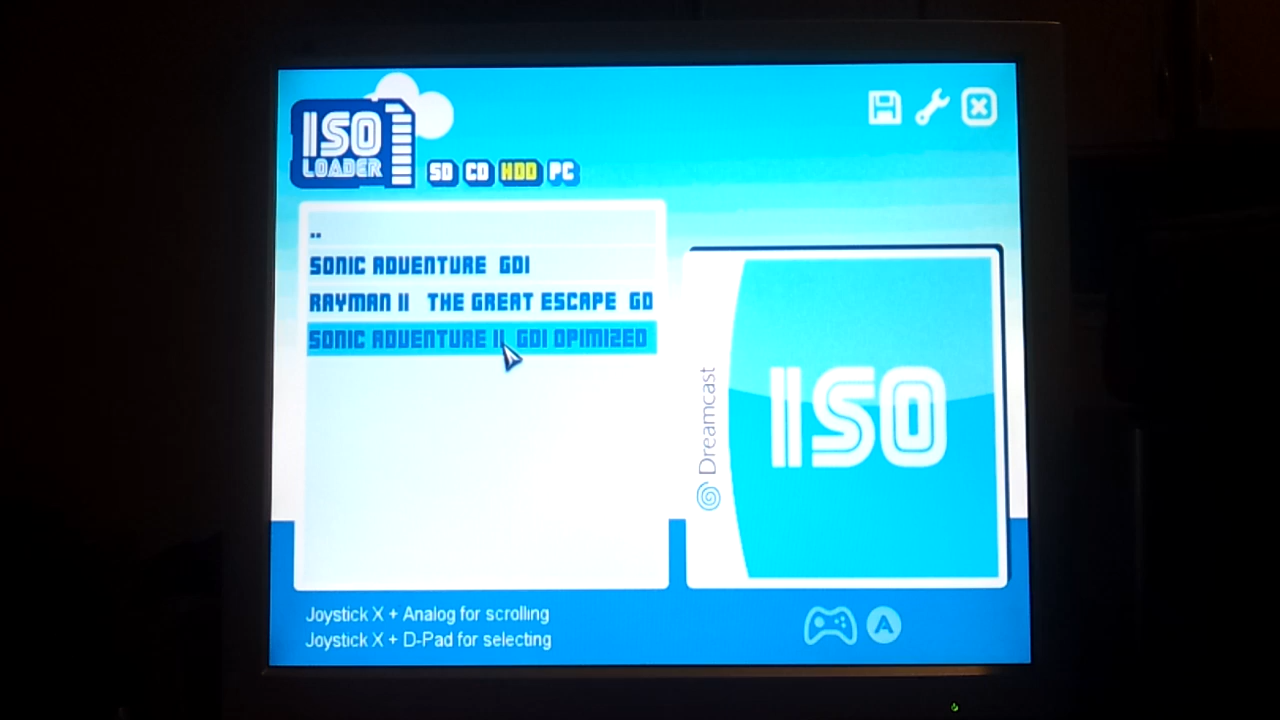 ISO
LOADER
SD CD HDD PC
..
SONIC ADVENTURE GDI
RAYMAN II THE GREAT ESCAPE GD
SONIC ADVENTURE II GDI OPIMIZED
Dreamcast
ISO
Joystick X + Analog for scrolling
Joystick X + D-Pad for selecting
A